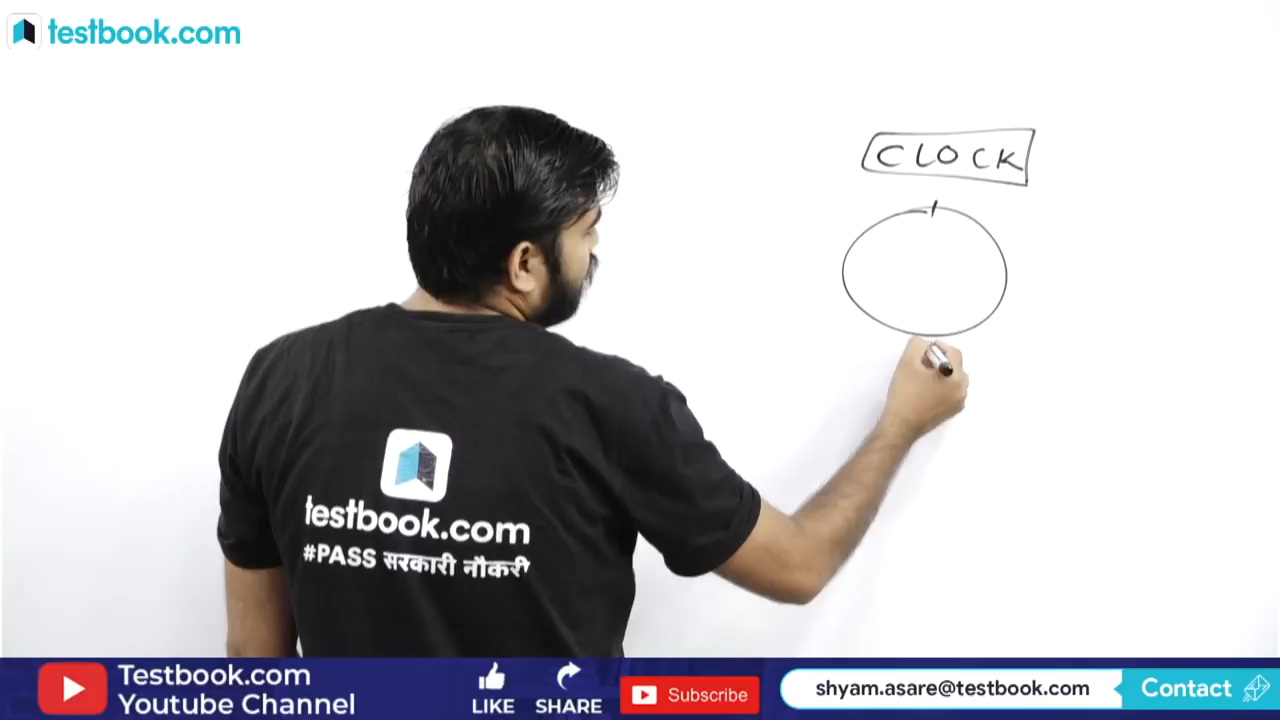 testbook.com
CLOCK
testbook.com
#PASS सरकारी नौकरी
Testbook.com
Youtube Channel
LIKE
SHARE
Subscribe
shyam.asare@testbook.com
Contact